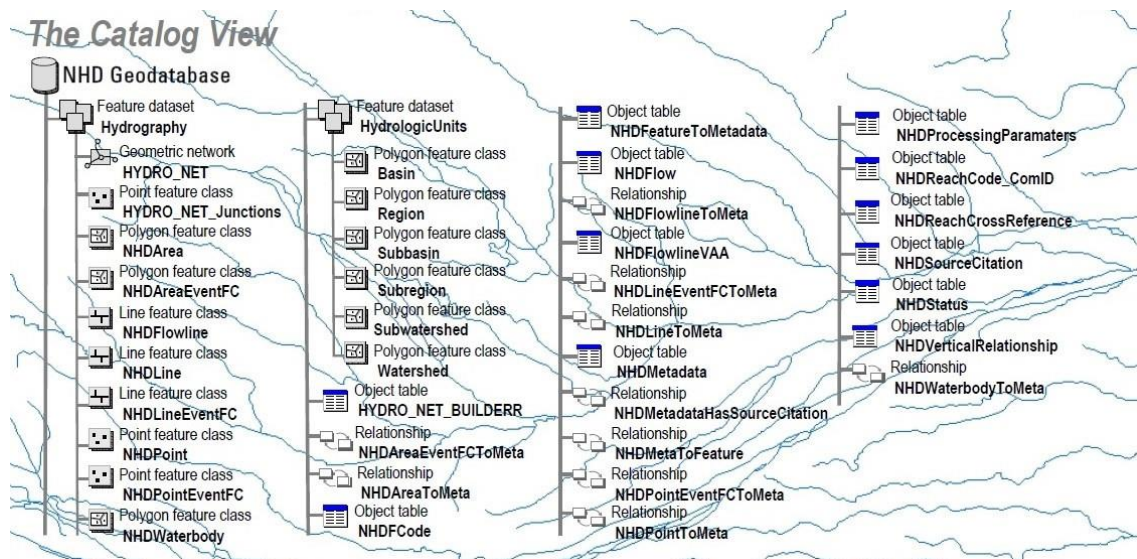 The Catalog View
NHD Geodatabase
Feature dataset
Hydrography
Geometric network
HYDRO_NET
Point feature class
HYDRO_NET_Junctions
Polygon feature class
NHDArea
Polygon feature class
NHDAreaEventFC
Line feature class
NHDFlowline
Line feature class
NHDLine
Line feature class
NHDLineEventFC
Point feature class
NHDPoint
Point feature class
NHDPointEventFC
Polygon feature class
NHDWaterbody
Feature dataset
HydrologicUnits
Polygon feature class
Basin
Polygon feature class
Region
Polygon feature class
Subbasin
Polygon feature class
Subregion
Polygon feature class
Subwatershed
Polygon feature class
Watershed
Object table
HYDRO_NET_BUILDERR
Relationship
NHDAreaEventFCToMeta
Relationship
NHDAreaToMeta
Object table
NHDFCode
Object table
NHDFeatureToMetadata
Object table
NHDFlow
Relationship
NHDFlowlineToMeta
Object table
NHDFlowlineVAA
Relationship
NHDLineEventFCToMeta
Relationship
NHDLineToMeta
Object table
NHDMetadata
Relationship
NHDMetadataHasSourceCitation
Relationship
NHDMetaToFeature
Relationship
NHDPointEventFCToMeta
Relationship
NHDPointToMeta
Object table
NHDProcessingParamaters
Object table
NHDReachCode_ComID
Object table
NHDReachCrossReference
Object table
NHDSourceCitation
Object table
NHDStatus
Object table
NHDVerticalRelationship
Relationship
NHDWaterbodyToMeta